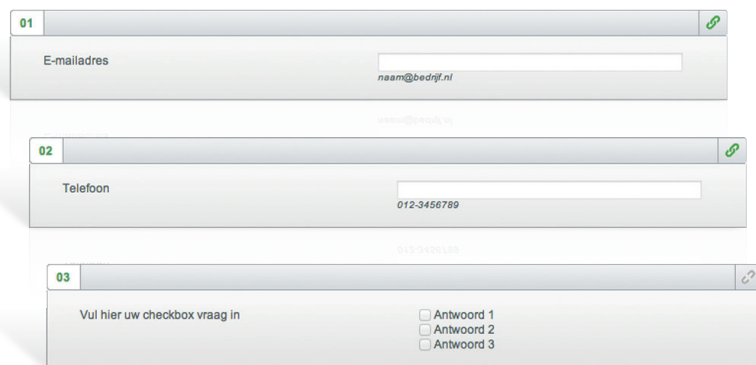 01
E-mailadres
naam@bedrijf.nl
02
Telefoon
012-3456789
03
Vul hier uw checkbox vraag in
Antwoord 1
Antwoord 2
Antwoord 3